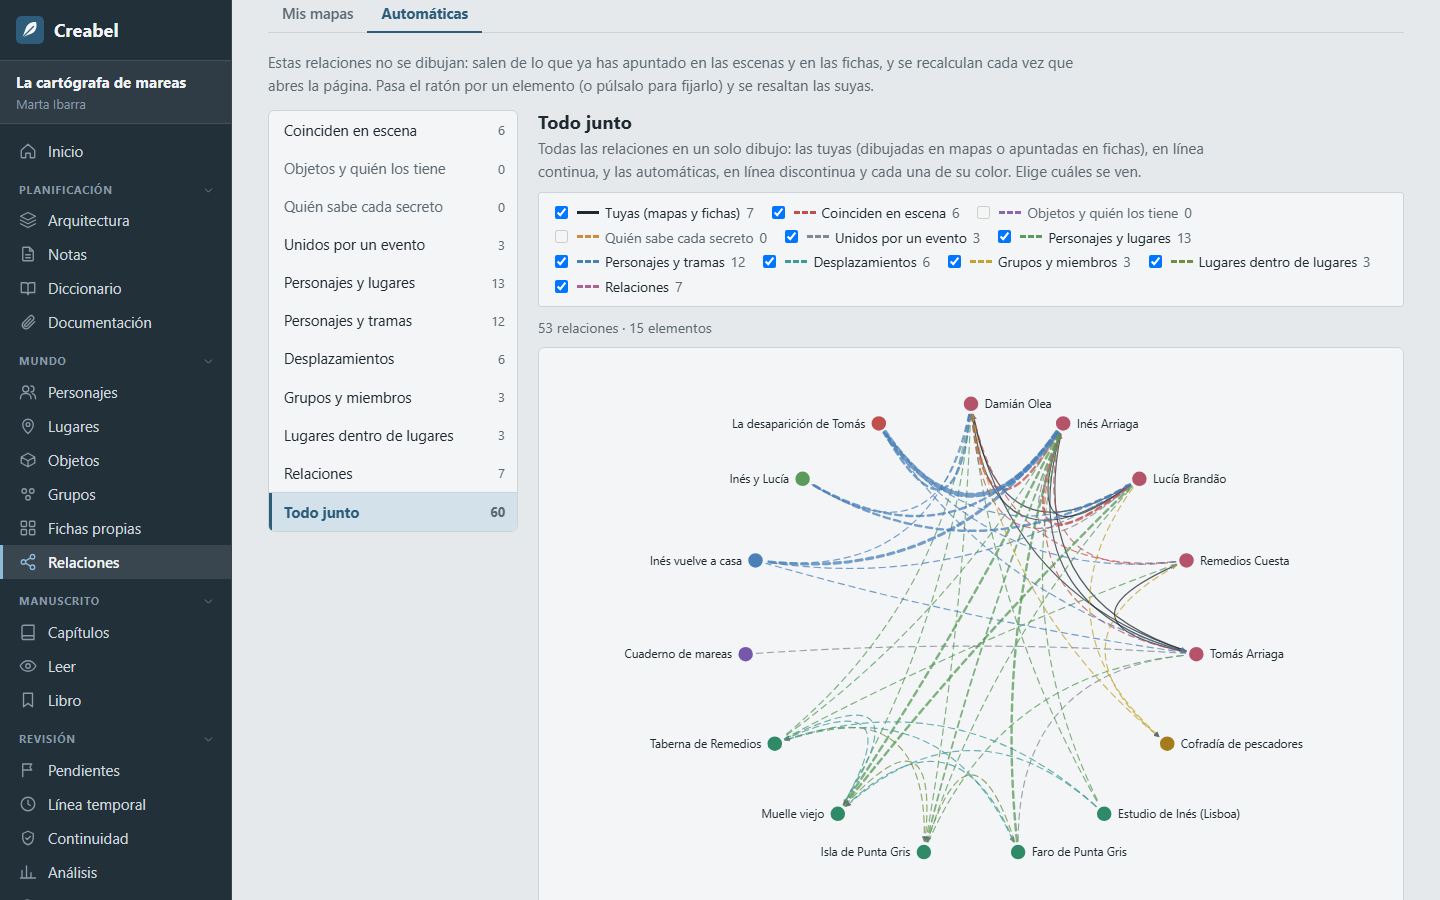 Creabel
La cartógrafa de mareas
Marta Ibarra
Inicio
PLANIFICACIÓN
Arquitectura
Notas
Diccionario
Documentación
MUNDO
Personajes
Lugares
Objetos
Grupos
Fichas propias
Relaciones
MANUSCRITO
Capítulos
Leer
Libro
REVISIÓN
Pendientes
Línea temporal
Continuidad
Análisis
Mis mapas
Automáticas
Estas relaciones no se dibujan: salen de lo que ya has apuntado en las escenas y en las fichas, y se recalculan cada vez que
abres la página. Pasa el ratón por un elemento (o púlsalo para fijarlo) y se resaltan las suyas.
Coinciden en escena 6
Objetos y quién los tiene 0
Quién sabe cada secreto 0
Unidos por un evento 3
Personajes y lugares 13
Personajes y tramas 12
Desplazamientos 6
Grupos y miembros 3
Lugares dentro de lugares 3
Relaciones 7
Todo junto 60
Todo junto
Todas las relaciones en un solo dibujo: las tuyas (dibujadas en mapas o apuntadas en fichas), en línea
continua, y las automáticas, en línea discontinua y cada una de su color. Elige cuáles se ven.
Tuyas (mapas y fichas) 7 Coinciden en escena 6 Objetos y quién los tiene 0
Quién sabe cada secreto 0 Unidos por un evento 3 Personajes y lugares 13
Personajes y tramas 12 Desplazamientos 6 Grupos y miembros 3 Lugares dentro de lugares 3
Relaciones 7
53 relaciones · 15 elementos
Damián Olea
La desaparición de Tomás
Inés Arriaga
Inés y Lucía
Lucía Brandão
Inés vuelve a casa
Remedios Cuesta
Cuaderno de mareas
Tomás Arriaga
Taberna de Remedios
Cofradía de pescadores
Muelle viejo
Estudio de Inés (Lisboa)
Isla de Punta Gris
Faro de Punta Gris